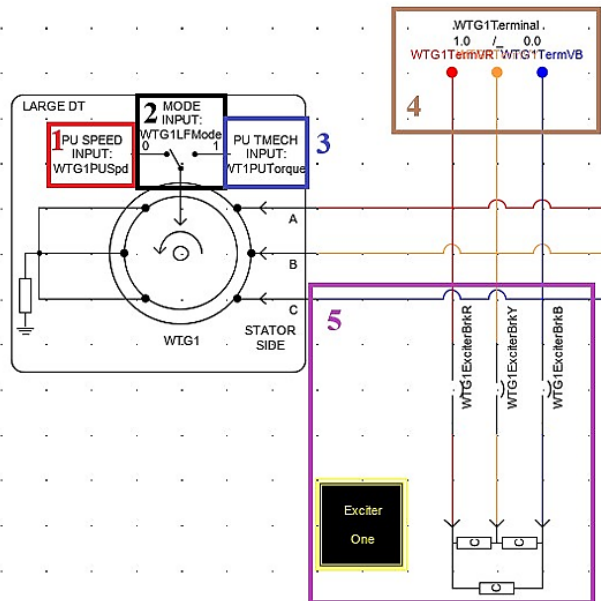 WTG1Terminal
1.0 /_ 0.0
WTG1TermVR WTG1TermVB
4
LARGE DT
2 MODE
INPUT:
WTG1LFMode
0 1
1 PU SPEED
INPUT:
WTG1PUSpd
PU TMECH
INPUT:
WT1PUTorque
3
A
B
C
WTG1
STATOR
SIDE
5
WTG1ExciterBrkR
WTG1ExciterBrkY
WTG1ExciterBrkB
Exciter
One
C C
C